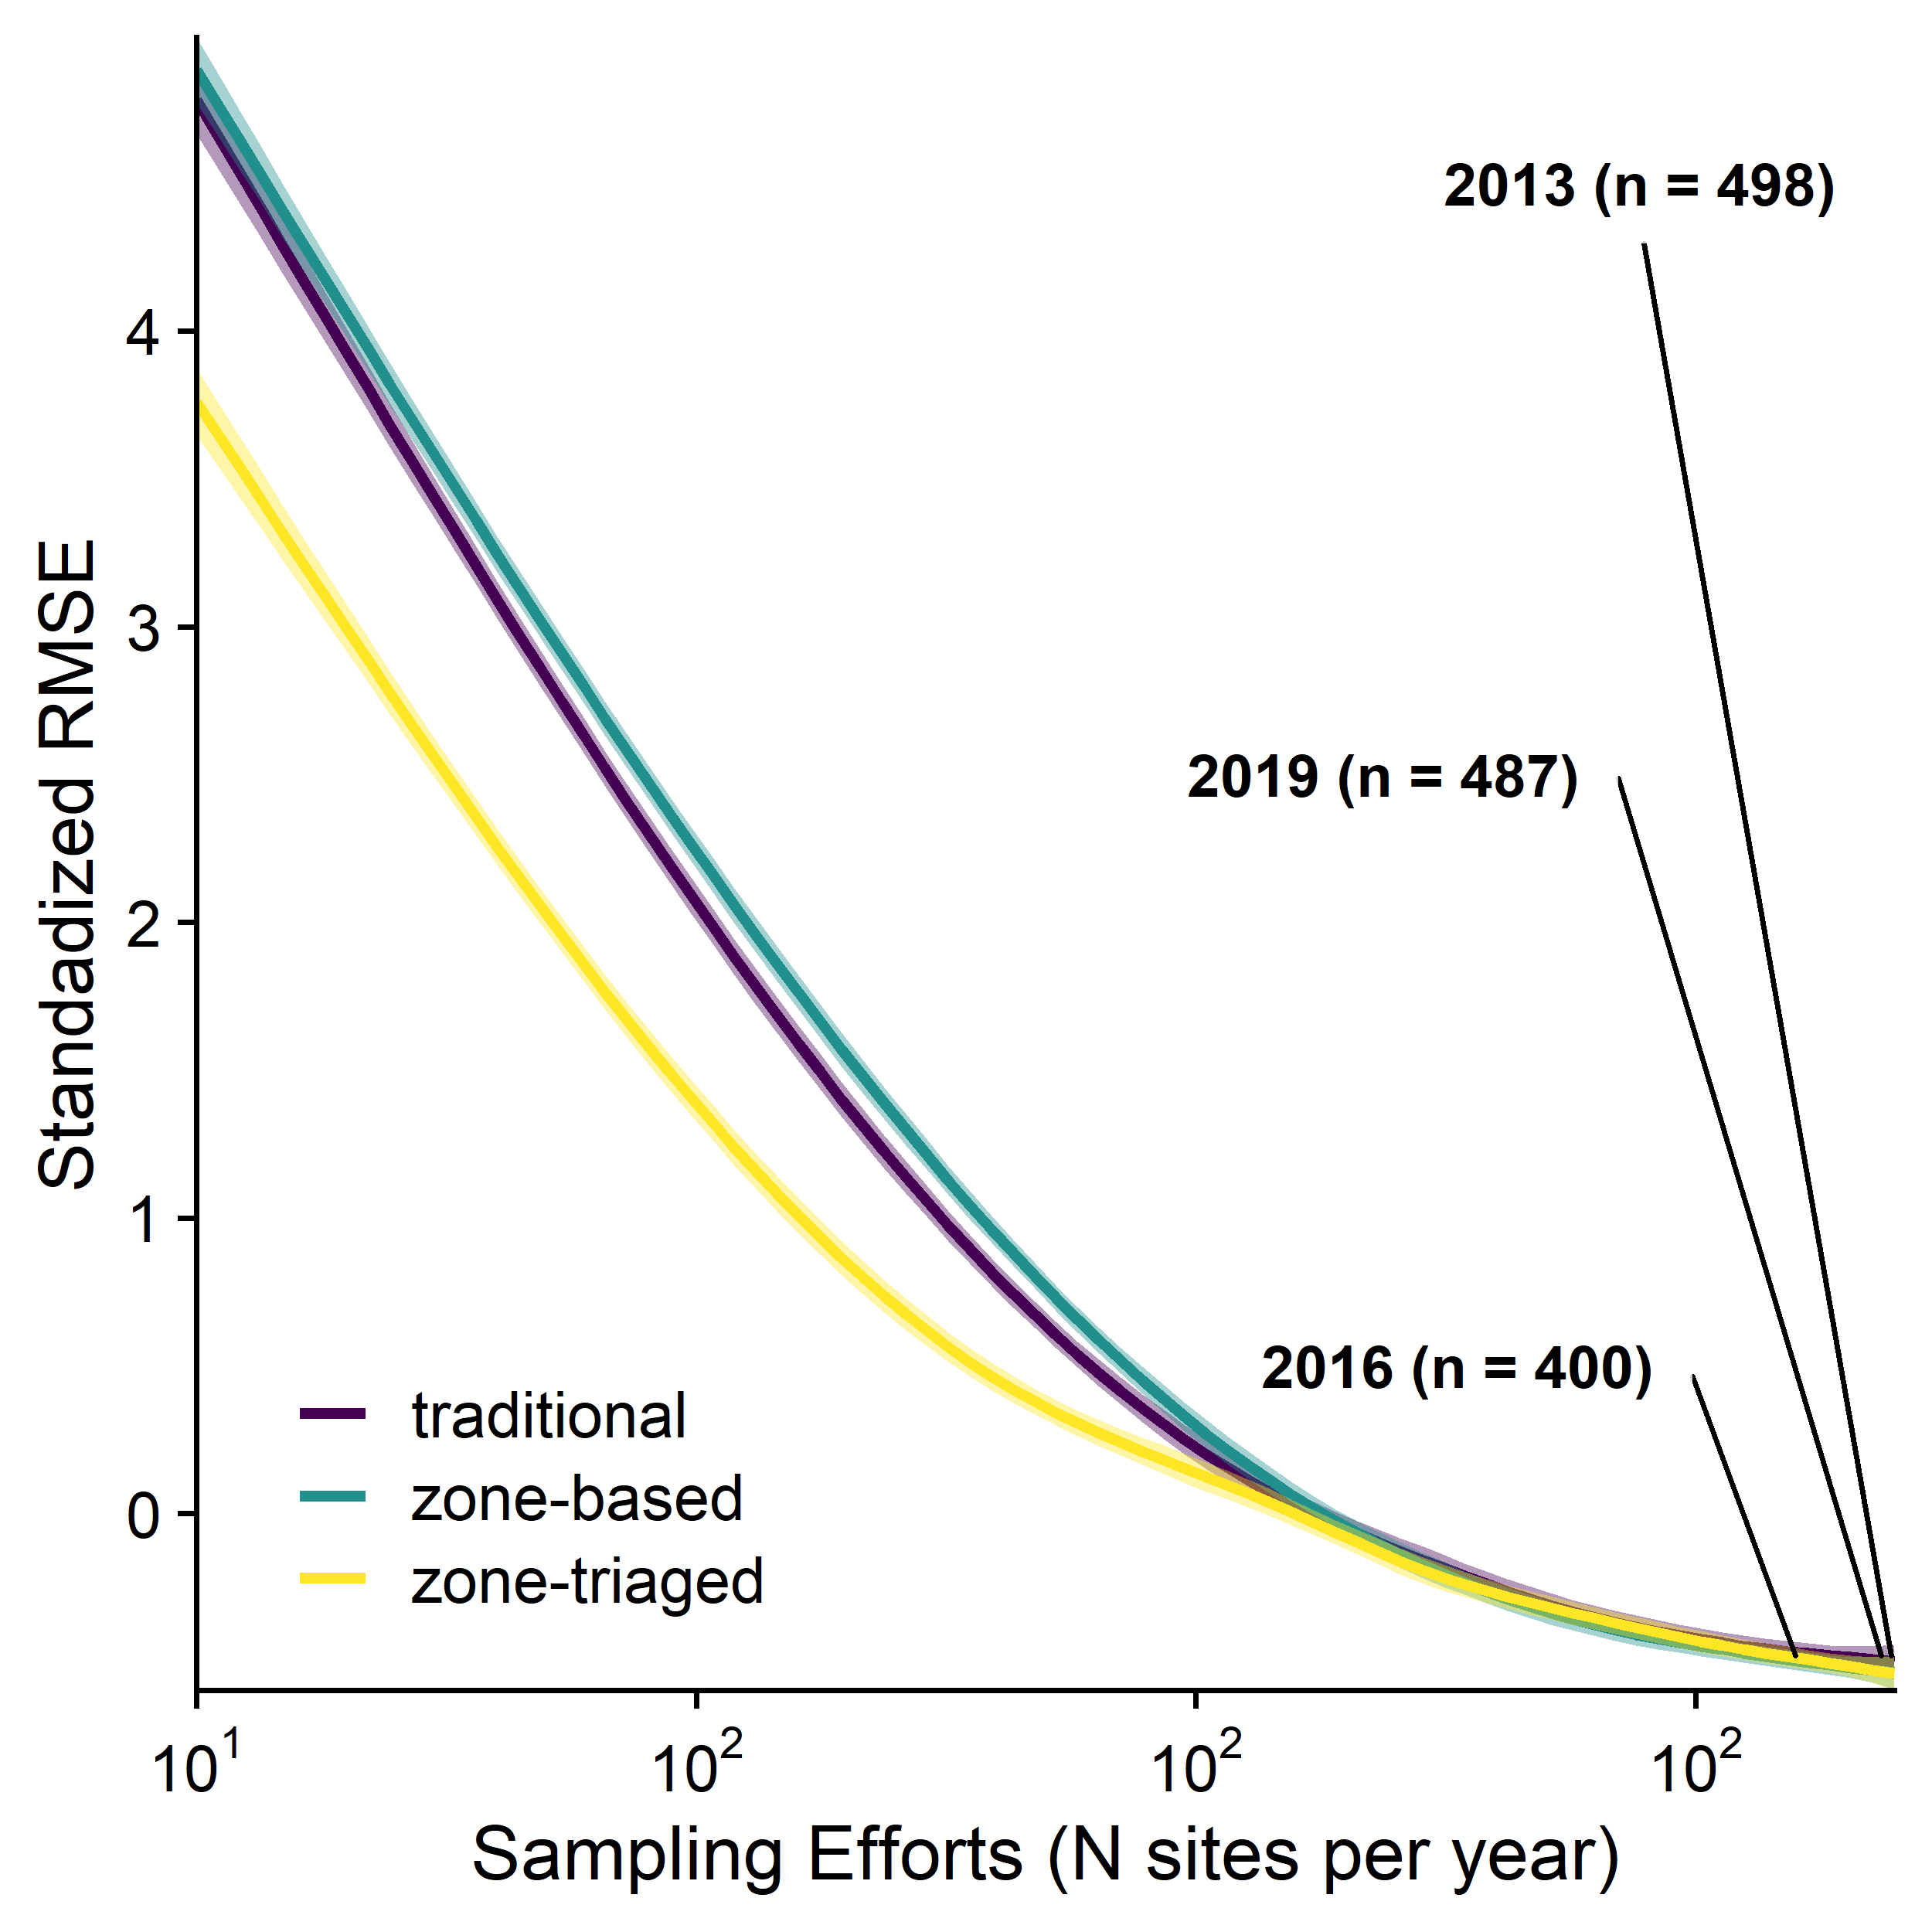 2013 (n = 498)
4
3
2019 (n = 487)
2
1
2016 (n = 400)
0
Standadized RMSE
traditional
zone-based
zone-triaged
10¹
10²
10²
10²
Sampling Efforts (N sites per year)